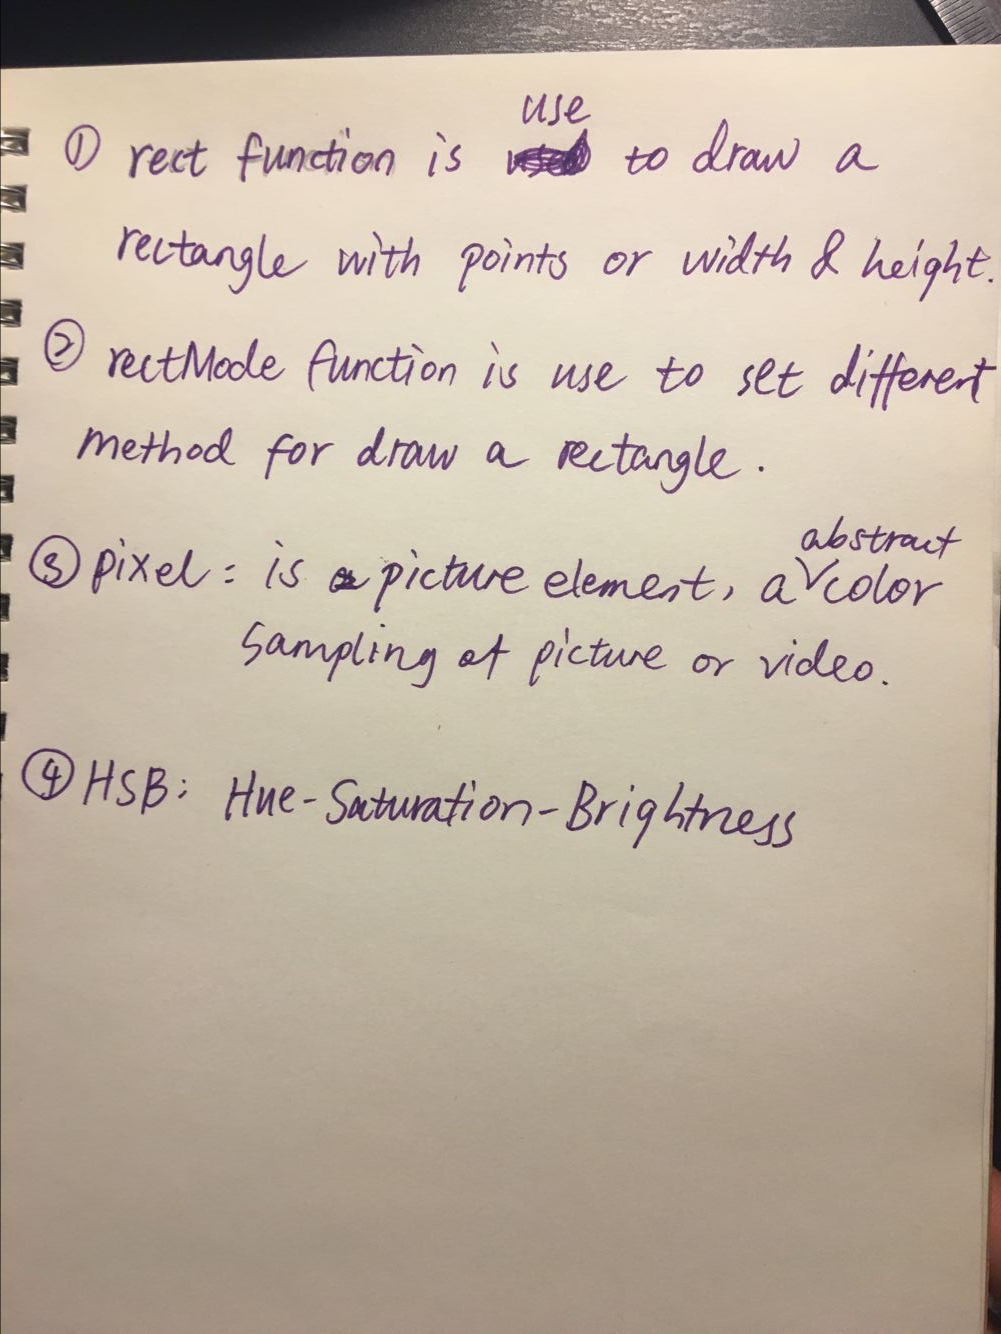 ① rect function is use to draw a
rectangle with points or width & height.
② rectMode function is use to set different
method for draw a rectangle.
③ pixel: is a picture element, a abstract color
sampling of picture or video.
④ HSB: Hue-Saturation-Brightness